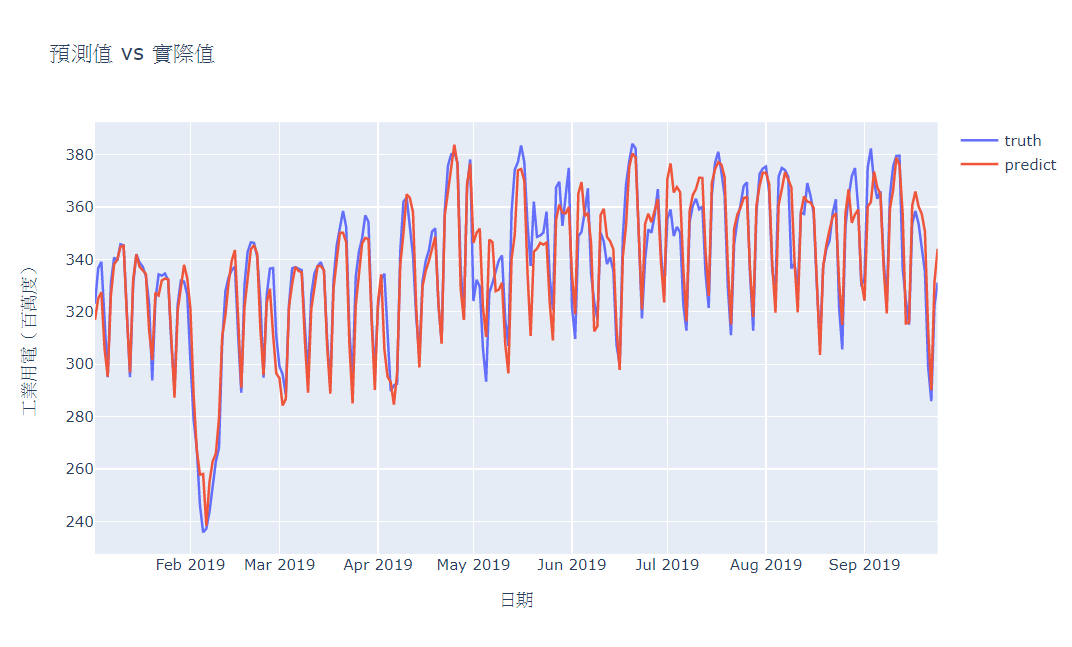 預測值 vs 實際值
truth
predict
工業用電（百萬度）
380
360
340
320
300
280
260
240
Feb 2019
Mar 2019
Apr 2019
May 2019
Jun 2019
Jul 2019
Aug 2019
Sep 2019
日期